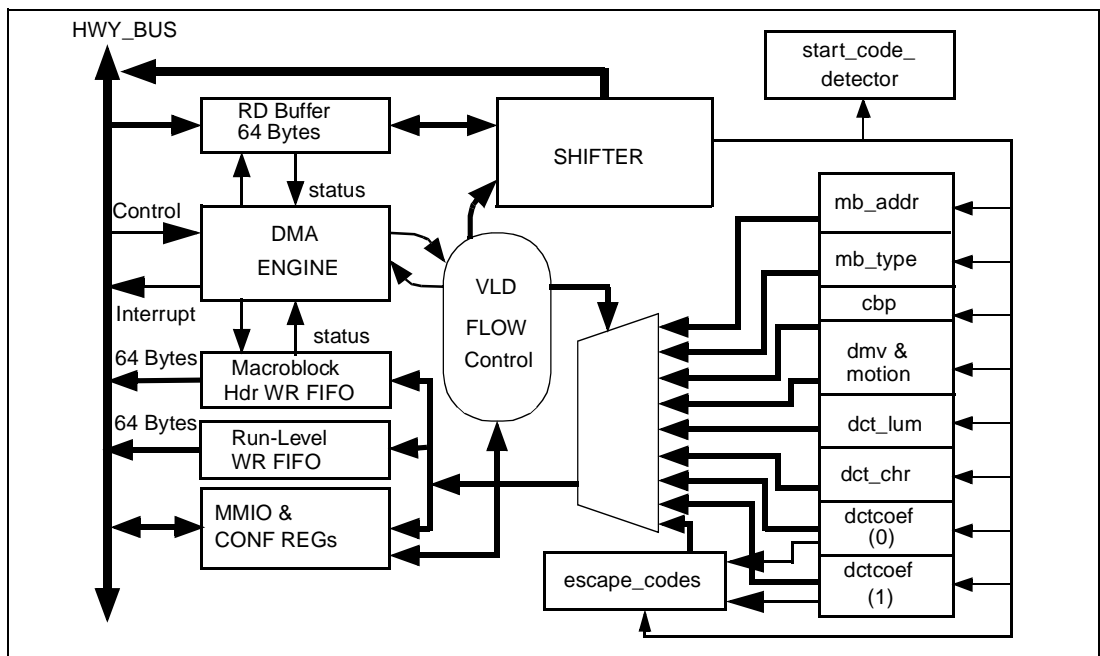 HWY_BUS
start_code_
detector
RD Buffer
64 Bytes
SHIFTER
status
Control
DMA
ENGINE
mb_addr
mb_type
VLD
FLOW
Control
cbp
Interrupt
status
dmv &
motion
64 Bytes
Macroblock
Hdr WR FIFO
64 Bytes
Run-Level
WR FIFO
dct_lum
dct_chr
MMIO &
CONF REGs
dctcoef
(0)
escape_codes
dctcoef
(1)